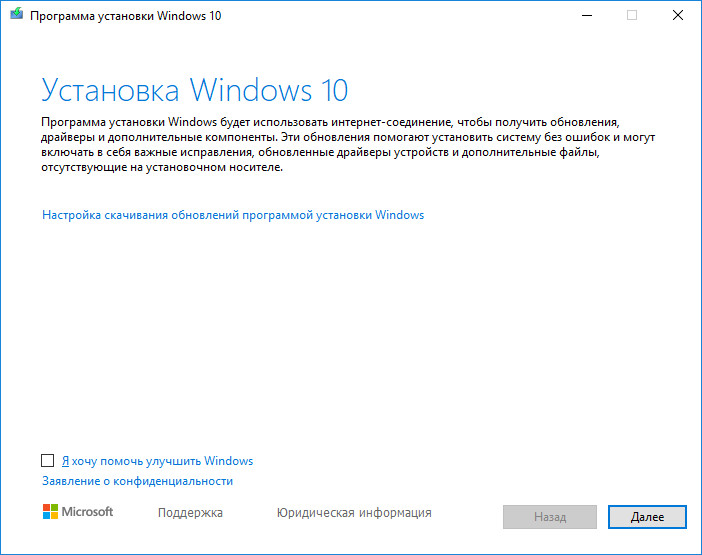 Программа установки Windows 10
Установка Windows 10
Программа установки Windows будет использовать интернет-соединение, чтобы получить обновления,
драйверы и дополнительные компоненты. Эти обновления помогают установить систему без ошибок и могут
включать в себя важные исправления, обновленные драйверы устройств и дополнительные файлы,
отсутствующие на установочном носителе.
Настройка скачивания обновлений программой установки Windows
Я хочу помочь улучшить Windows
Заявление о конфиденциальности
Microsoft Поддержка Юридическая информация Назад Далее